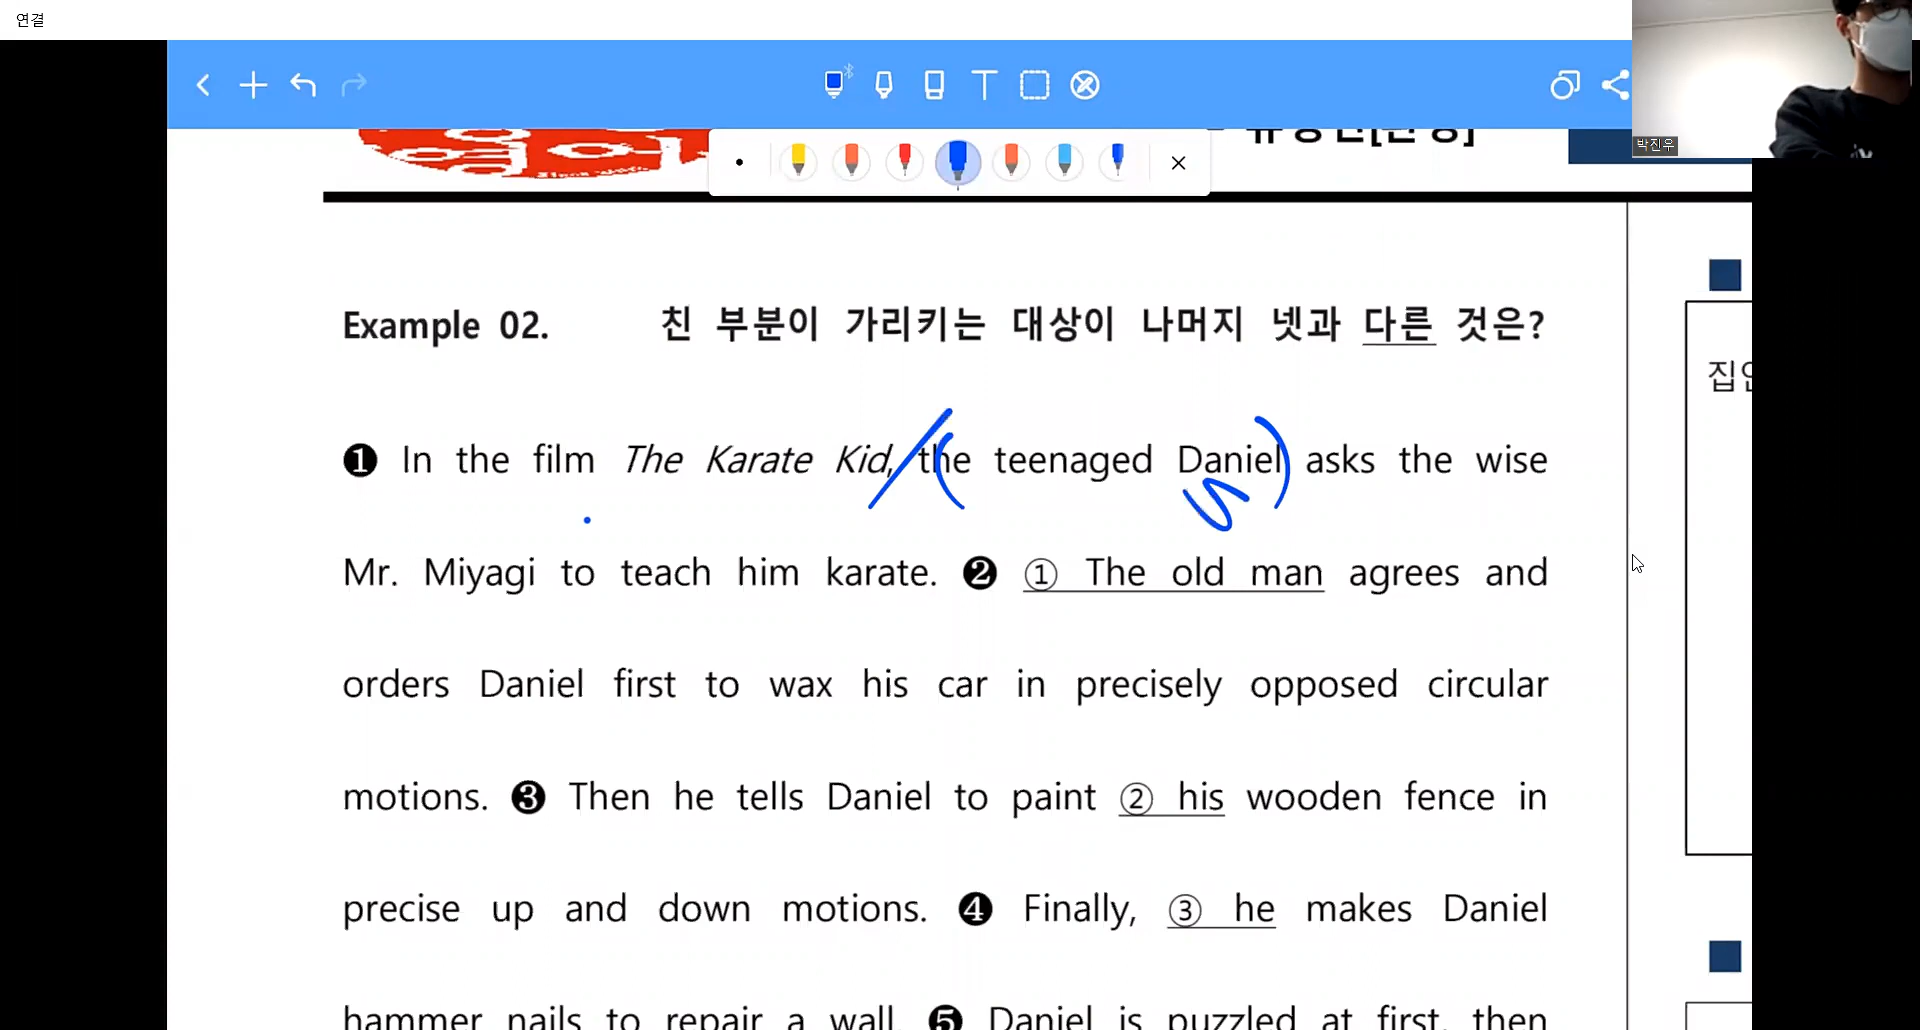 연결
박진우
Example 02. 친 부분이 가리키는 대상이 나머지 넷과 다른 것은?
집안
❶ In the film The Karate Kid, the teenaged Daniel asks the wise
Mr. Miyagi to teach him karate. ❷ ① The old man agrees and
orders Daniel first to wax his car in precisely opposed circular
motions. ❸ Then he tells Daniel to paint ② his wooden fence in
precise up and down motions. ❹ Finally, ③ he makes Daniel
hammer nails to repair a wall. ❺ Daniel is puzzled at first, then